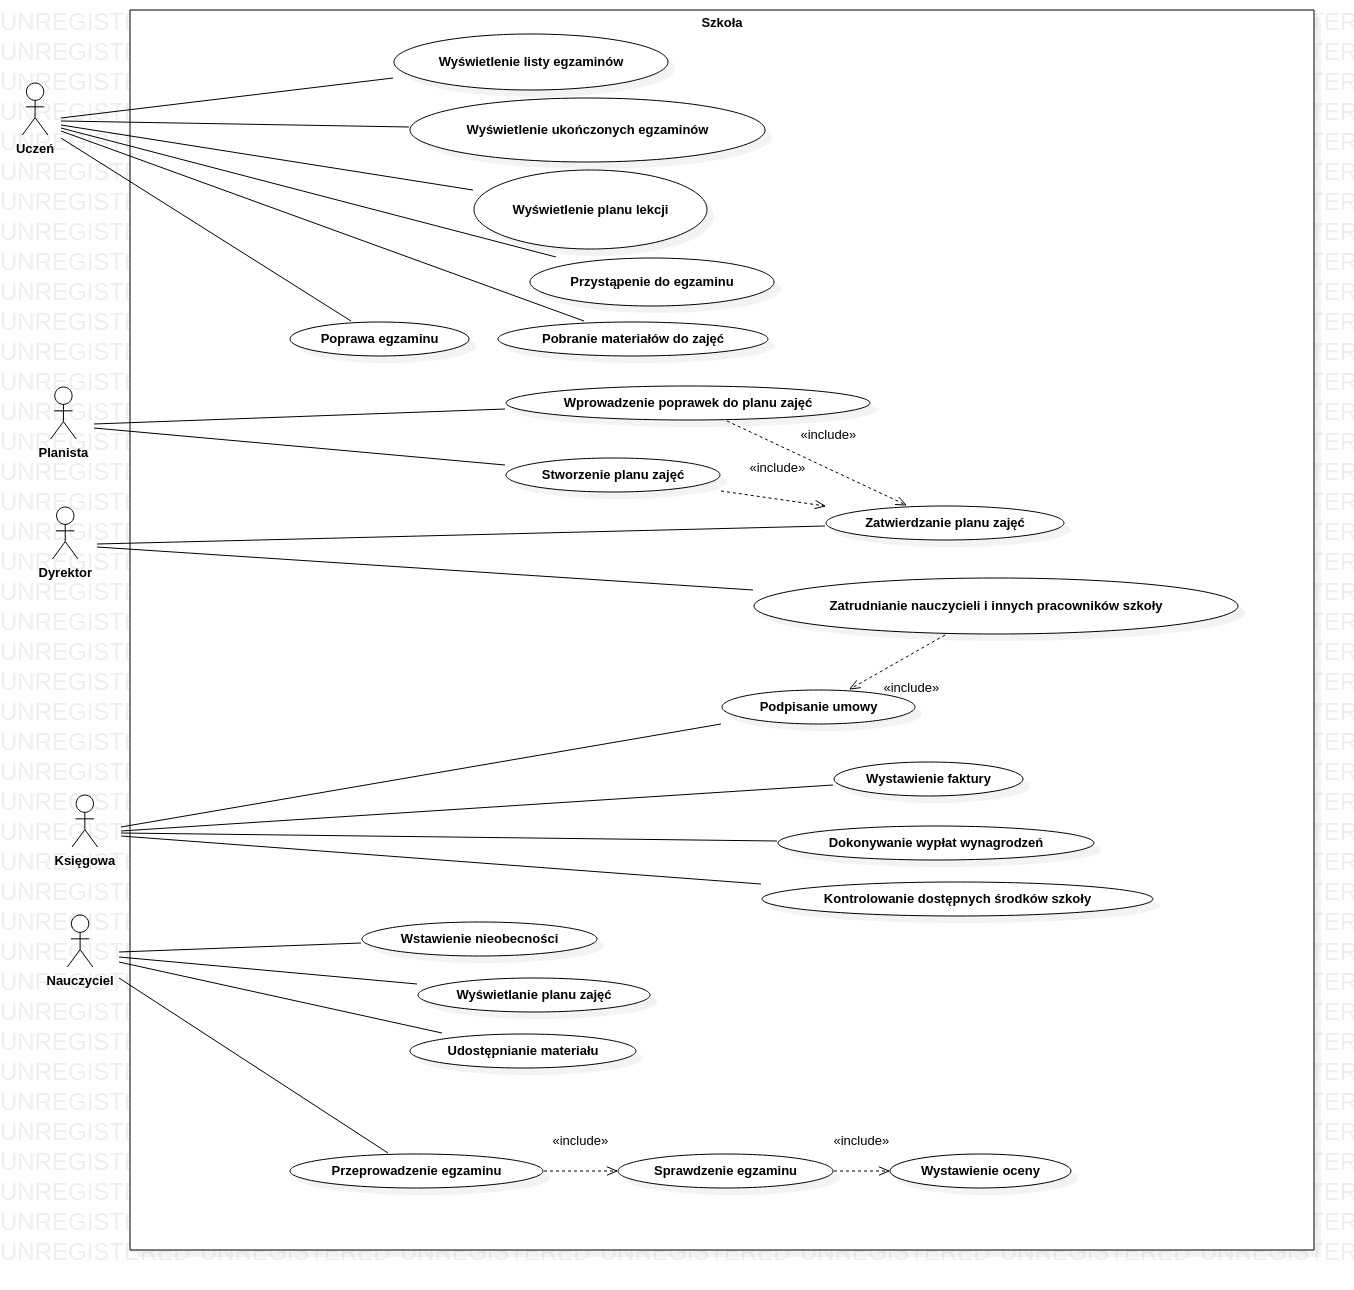 Szkoła
Wyświetlenie listy egzaminów
Wyświetlenie ukończonych egzaminów
Uczeń
Wyświetlenie planu lekcji
Przystąpenie do egzaminu
Poprawa egzaminu
Pobranie materiałów do zajęć
Wprowadzenie poprawek do planu zajęć
«include»
Planista
«include»
Stworzenie planu zajęć
Zatwierdzanie planu zajęć
Dyrektor
Zatrudnianie nauczycieli i innych pracowników szkoły
«include»
Podpisanie umowy
Wystawienie faktury
Dokonywanie wypłat wynagrodzeń
Księgowa
Kontrolowanie dostępnych środków szkoły
Wstawienie nieobecności
Nauczyciel
Wyświetlanie planu zajęć
Udostępnianie materiału
«include»
«include»
Przeprowadzenie egzaminu
Sprawdzenie egzaminu
Wystawienie oceny
UNREGISTERED UNREGISTERED UNREGISTERED UNREGISTERED UNREGISTERED UNREGISTERED UNREGISTER